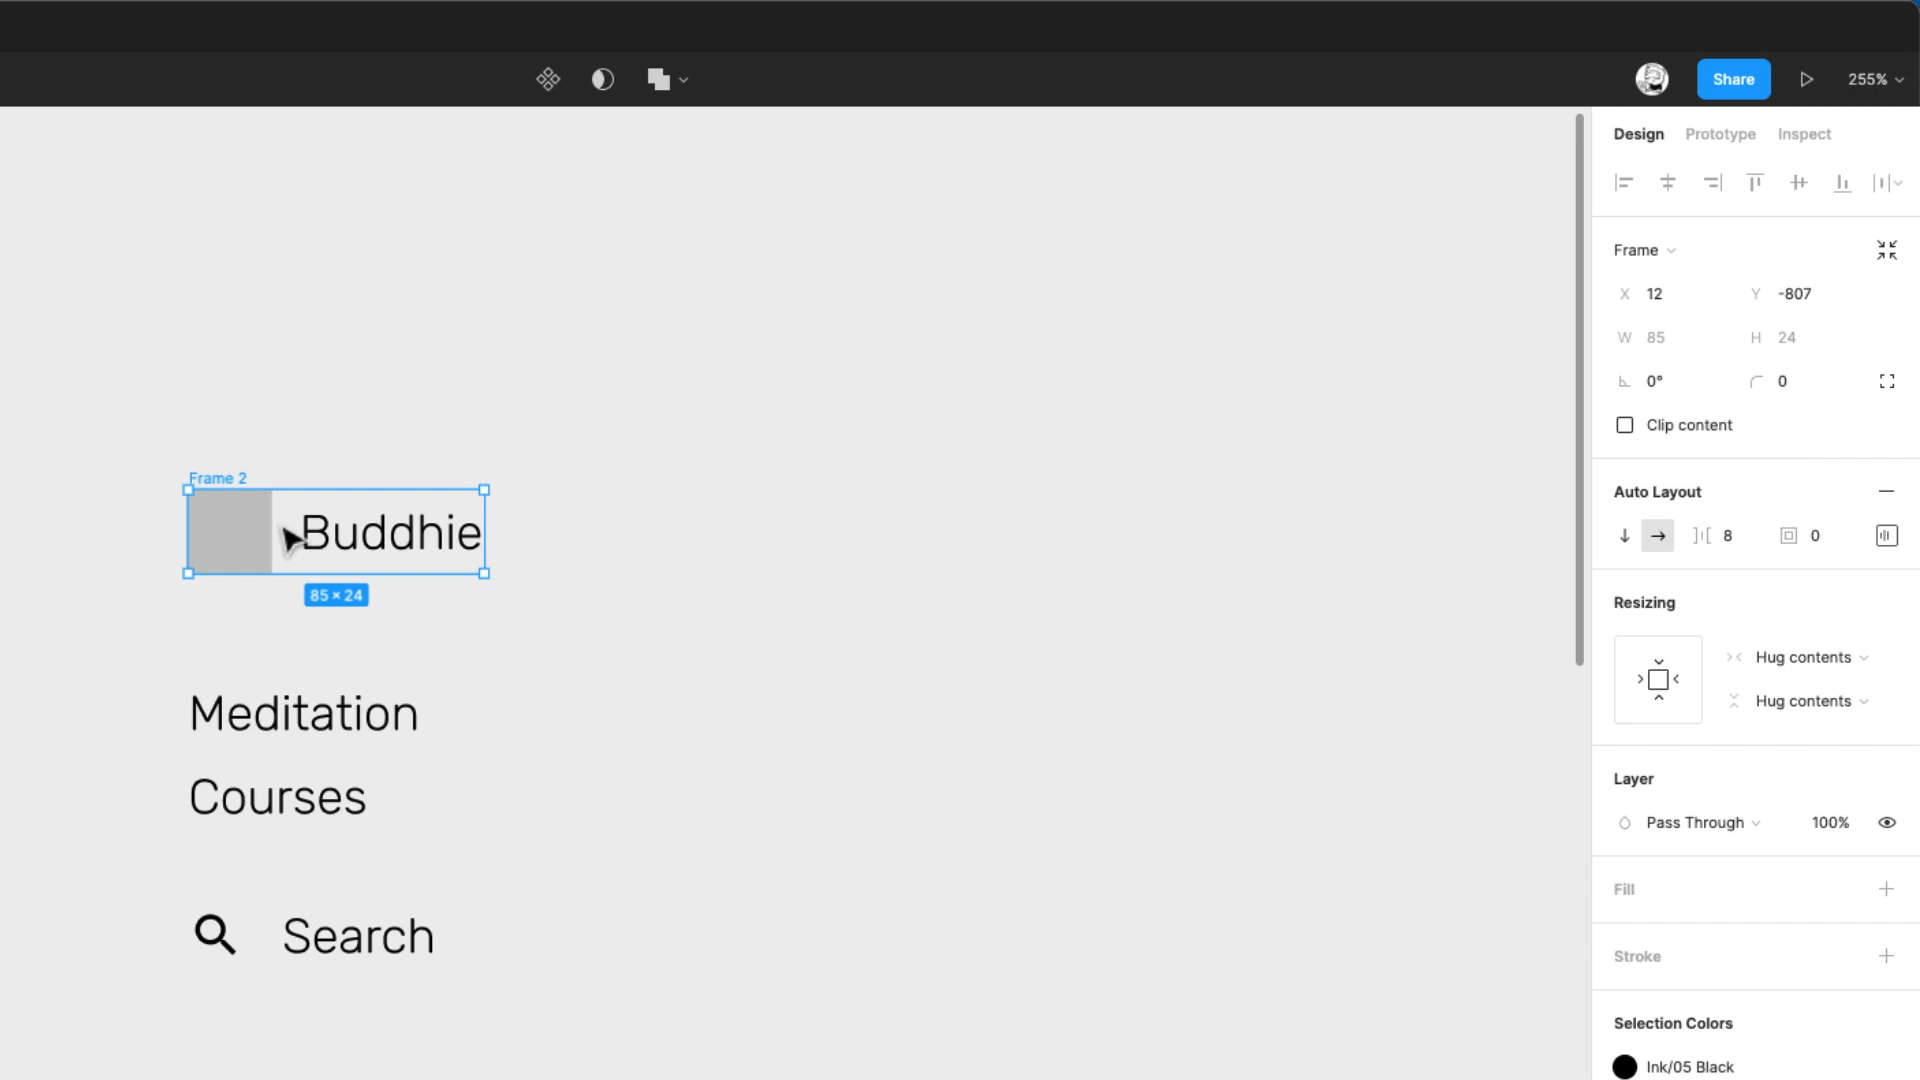 Share
255%
Design Prototype Inspect
Frame
X 12 Y -807
W 85 H 24
0° 0
Clip content
Frame 2
Auto Layout
8 0
Buddhie
85 × 24
Resizing
Hug contents
Hug contents
Meditation
Layer
Courses
Pass Through 100%
Fill
Search
Stroke
Selection Colors
Ink/05 Black